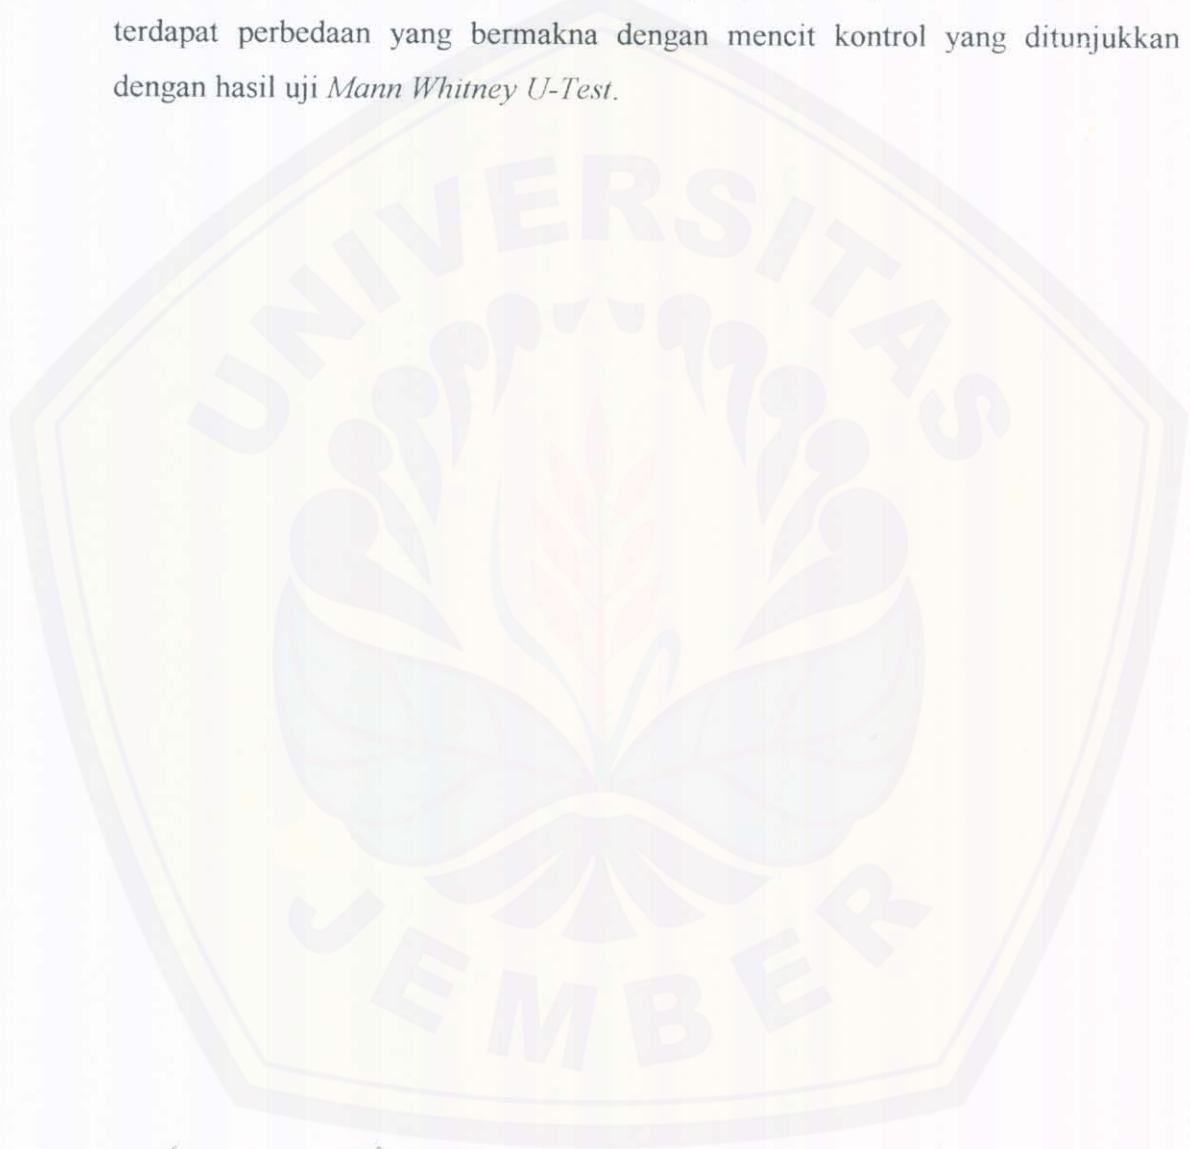 terdapat perbedaan yang bermakna dengan mencit kontrol yang ditunjukkan
dengan hasil uji Mann Whitney U-Test.
UNIVERSITAS
JEMBER